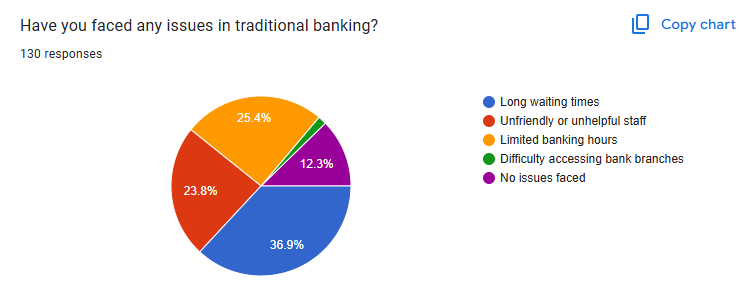 Have you faced any issues in traditional banking?
Copy chart
130 responses
Long waiting times
Unfriendly or unhelpful staff
Limited banking hours
Difficulty accessing bank branches
No issues faced
25.4%
12.3%
23.8%
36.9%